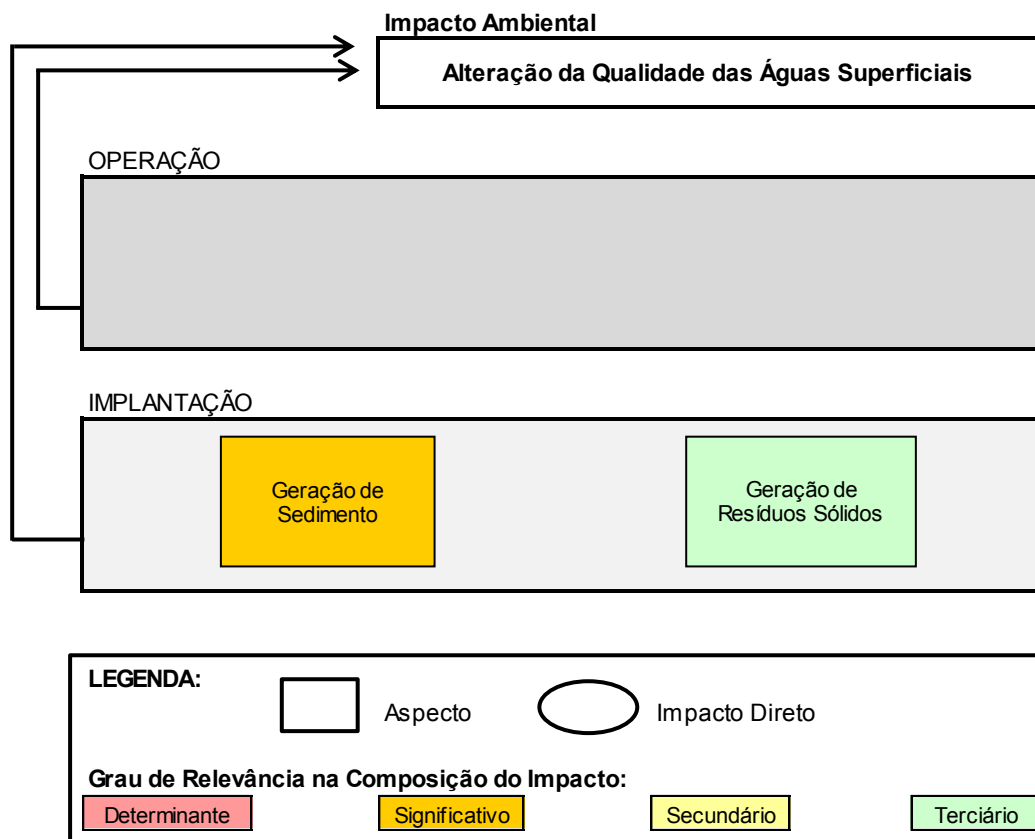 Impacto Ambiental
Alteração da Qualidade das Águas Superficiais
OPERAÇÃO
IMPLANTAÇÃO
Geração de
Sedimento
Geração de
Resíduos Sólidos
LEGENDA:
Aspecto
Impacto Direto
Grau de Relevância na Composição do Impacto:
Determinante
Significativo
Secundário
Terciário